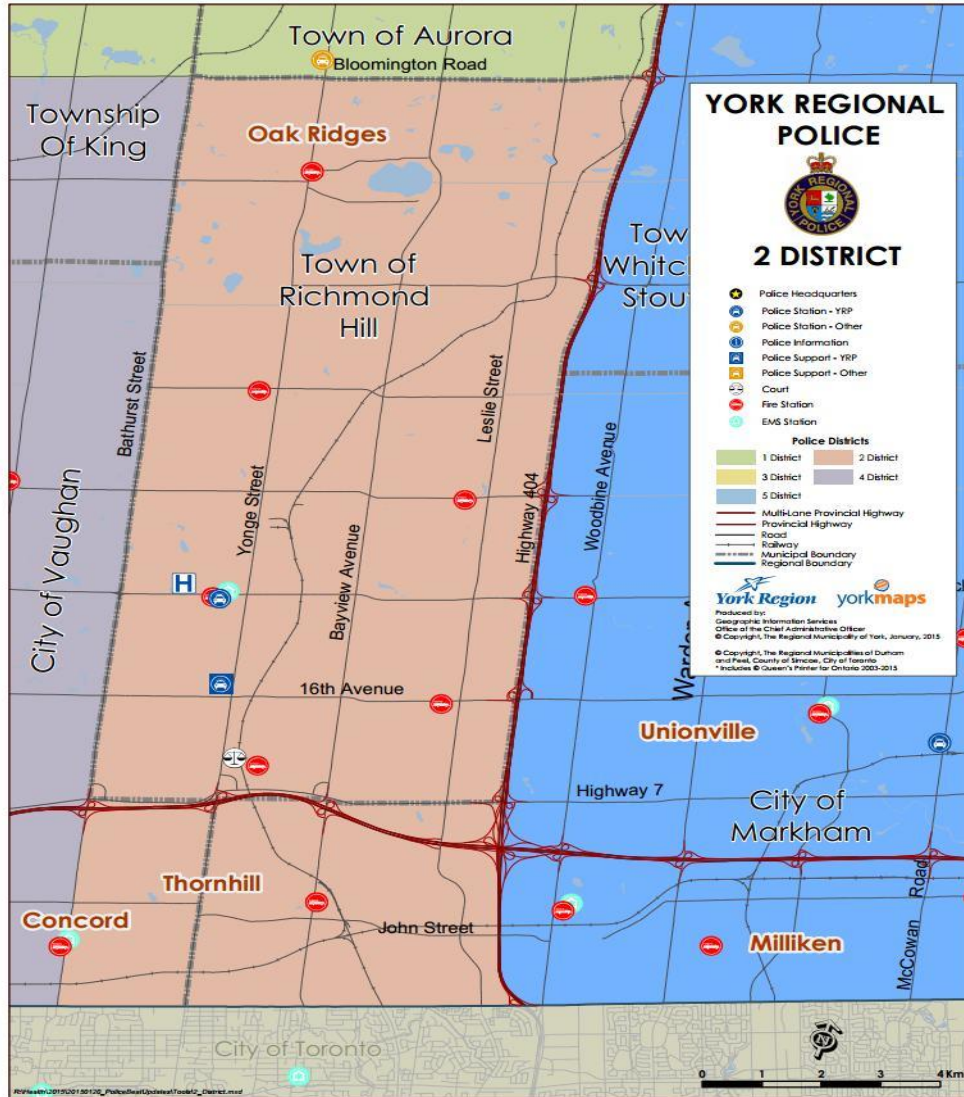 Town of Aurora
Bloomington Road
Township
Of King
Oak Ridges
Town of
Richmond
Hill
Bathurst Street
Yonge Street
Bayview Avenue
Leslie Street
Highway 404
Woodbine Avenue
City of Vaughan
H
16th Avenue
Unionville
Highway 7
City of
Markham
Thornhill
Concord
John Street
Milliken
McCowan Road
City of Toronto
YORK REGIONAL
POLICE
YORK REGIONAL
POLICE
2 DISTRICT
Police Headquarters
Police Station - YRP
Police Station - Other
Police Information
Police Support - YRP
Police Support - Other
Court
Fire Station
EMS Station
Police Districts
1 District 2 District
3 District 4 District
5 District
Multi-Lane Provincial Highway
Provincial Highway
Road
Railway
Municipal Boundary
Regional Boundary
York Region yorkmaps
Produced by:
Geographic Information Services
Office of the Chief Administrative Officer
© Copyright, The Regional Municipality of York, January, 2015
© Copyright, The Regional Municipalities of Durham
and Peel, County of Simcoe, City of Toronto
* Includes © Queen's Printer for Ontario 2003-2015
N
0 1 2 3 4 Km